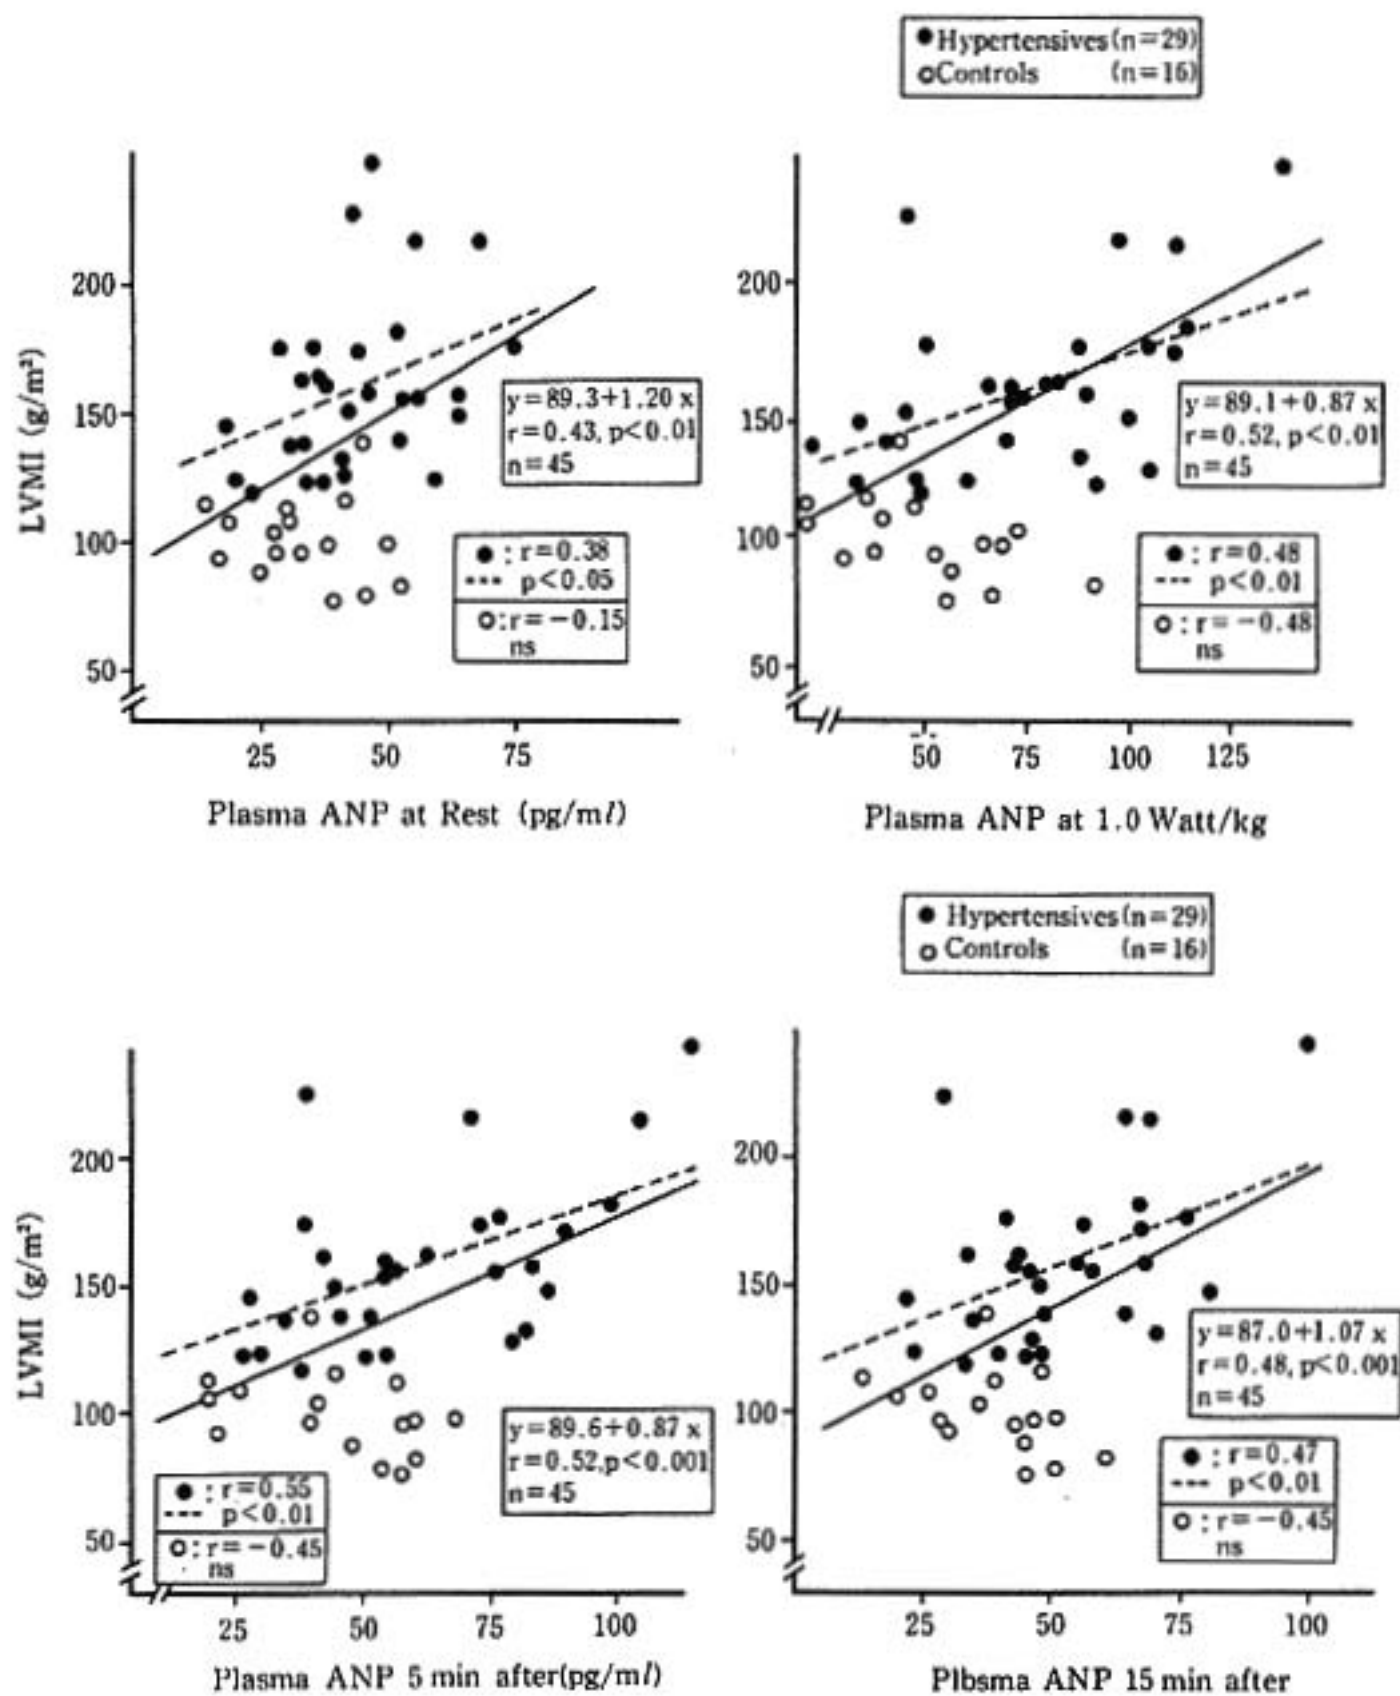 ● Hypertensives (n=29)
○ Controls (n=16)
LVMI (g/m²)
200
150
100
50
y=89.3+1.20 x
r=0.43, p<0.01
n=45
● : r=0.38
--- p<0.05
○ : r=−0.15
ns
25 50 75
Plasma ANP at Rest (pg/ml)
200
150
100
50
y=89.1+0.87 x
r=0.52, p<0.01
n=45
● : r=0.48
--- p<0.01
○ : r=−0.48
ns
50 75 100 125
Plasma ANP at 1.0 Watt/kg
● Hypertensives (n=29)
○ Controls (n=16)
LVMI (g/m²)
200
150
100
50
y=89.6+0.87 x
r=0.52, p<0.001
n=45
● : r=0.55
--- p<0.01
○ : r=−0.45
ns
25 50 75 100
Plasma ANP 5 min after (pg/ml)
200
150
100
50
y=87.0+1.07 x
r=0.48, p<0.001
n=45
● : r=0.47
--- p<0.01
○ : r=−0.45
ns
25 50 75 100
Plbsma ANP 15 min after